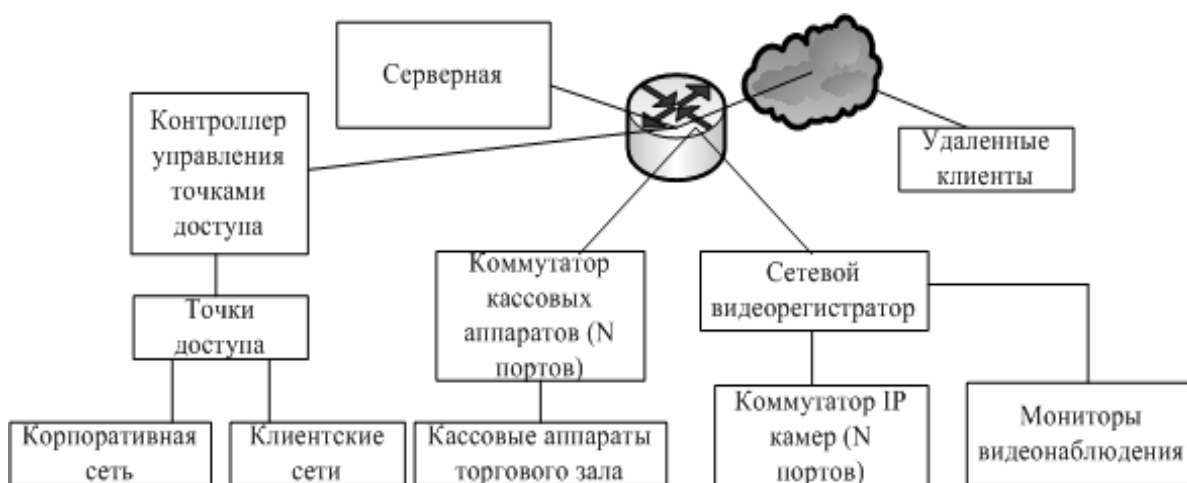 Серверная
Контроллер
управления
точками
доступа
Удаленные
клиенты
Коммутатор
кассовых
аппаратов (N
портов)
Сетевой
видеорегистратор
Точки
доступа
Корпоративная
сеть
Клиентские
сети
Кассовые аппараты
торгового зала
Коммутатор IP
камер (N
портов)
Мониторы
видеонаблюдения